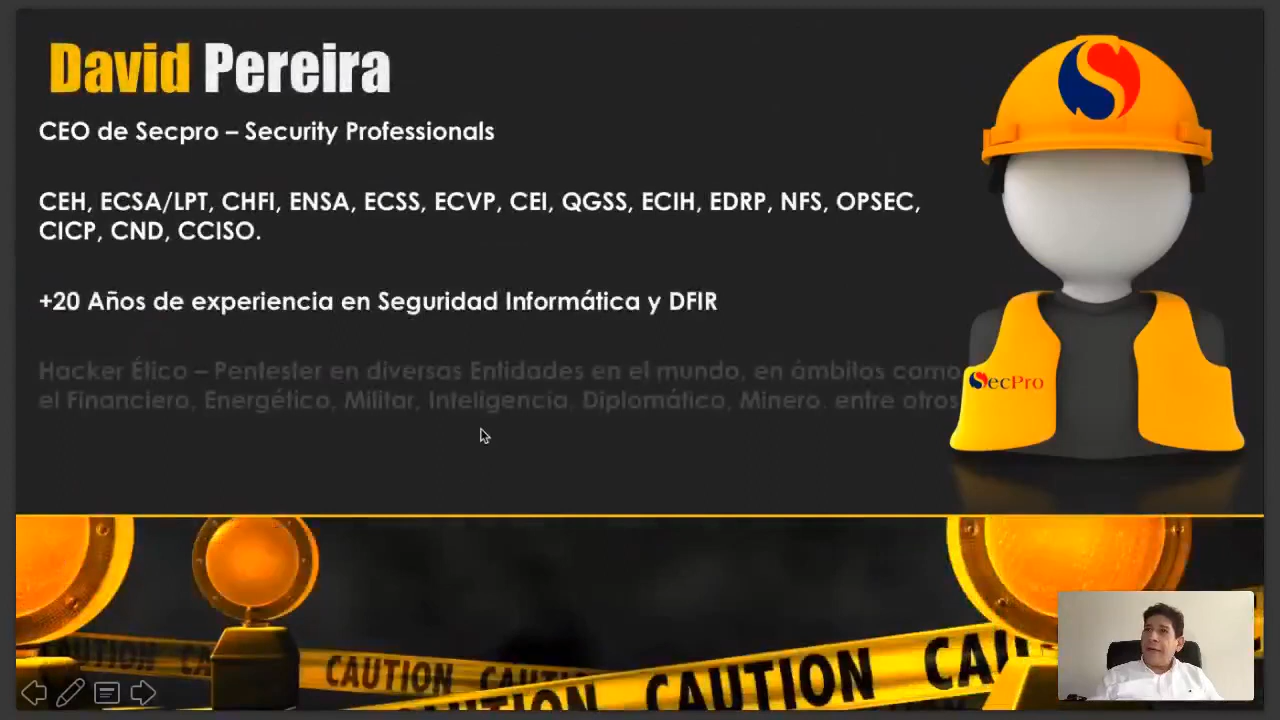 David Pereira
CEO de Secpro – Security Professionals
CEH, ECSA/LPT, CHFI, ENSA, ECSS, ECVP, CEI, QGSS, ECIH, EDRP, NFS, OPSEC,
CICP, CND, CCISO.
+20 Años de experiencia en Seguridad Informática y DFIR
Hacker Ético – Pentester en diversas Entidades en el mundo, en ámbitos como
el Financiero, Energético, Militar, Inteligencia, Diplomático, Minero. entre otros
SecPro
CAUTION CAUTION CAUTION